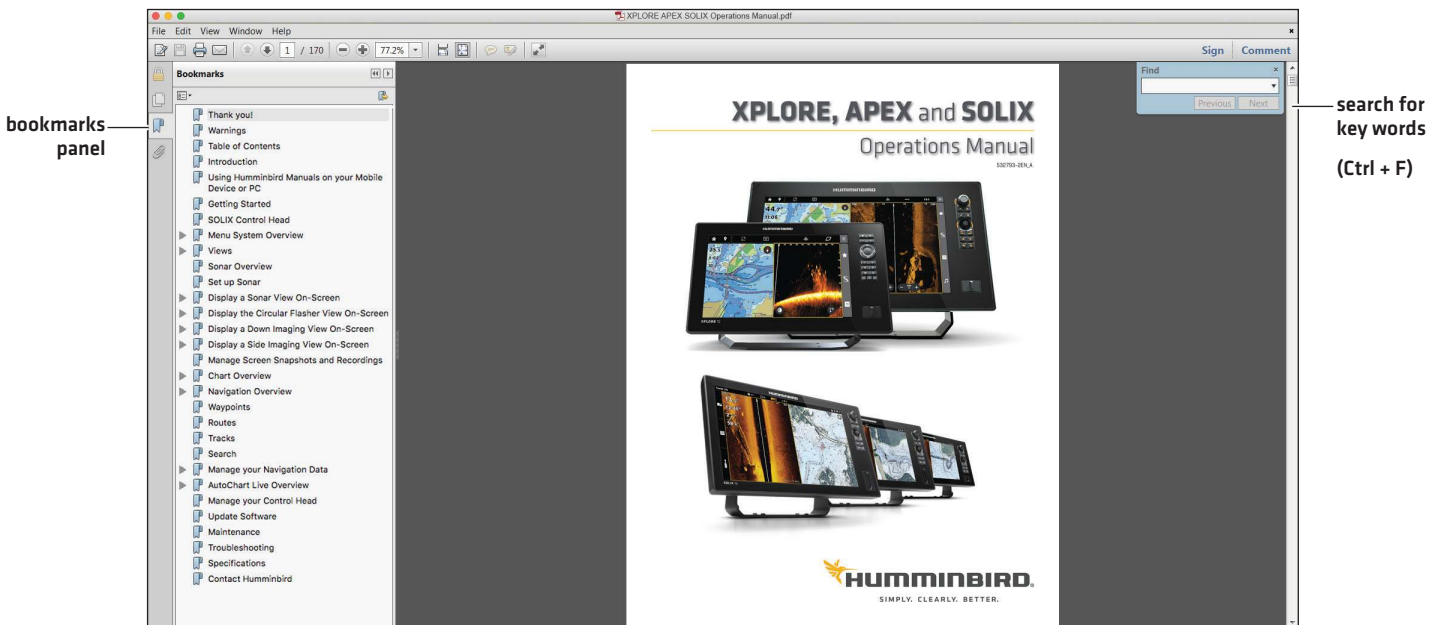 XPLORE APEX SOLIX Operations Manual.pdf
File Edit View Window Help
1 / 170 77.2% Sign Comment
Bookmarks
Thank you!
Warnings
Table of Contents
Introduction
Using Humminbird Manuals on your Mobile
Device or PC
Getting Started
SOLIX Control Head
Menu System Overview
Views
Sonar Overview
Set up Sonar
Display a Sonar View On-Screen
Display the Circular Flasher View On-Screen
Display a Down Imaging View On-Screen
Display a Side Imaging View On-Screen
Manage Screen Snapshots and Recordings
Chart Overview
Navigation Overview
Waypoints
Routes
Tracks
Search
Manage your Navigation Data
AutoChart Live Overview
Manage your Control Head
Update Software
Maintenance
Troubleshooting
Specifications
Contact Humminbird
bookmarks
panel
XPLORE, APEX and SOLIX
Operations Manual
532793-2EN_A
HUMMINBIRD
HUMMINBIRD
HUMMINBIRD.
SIMPLY. CLEARLY. BETTER.
Find
Previous Next
search for
key words
(Ctrl + F)